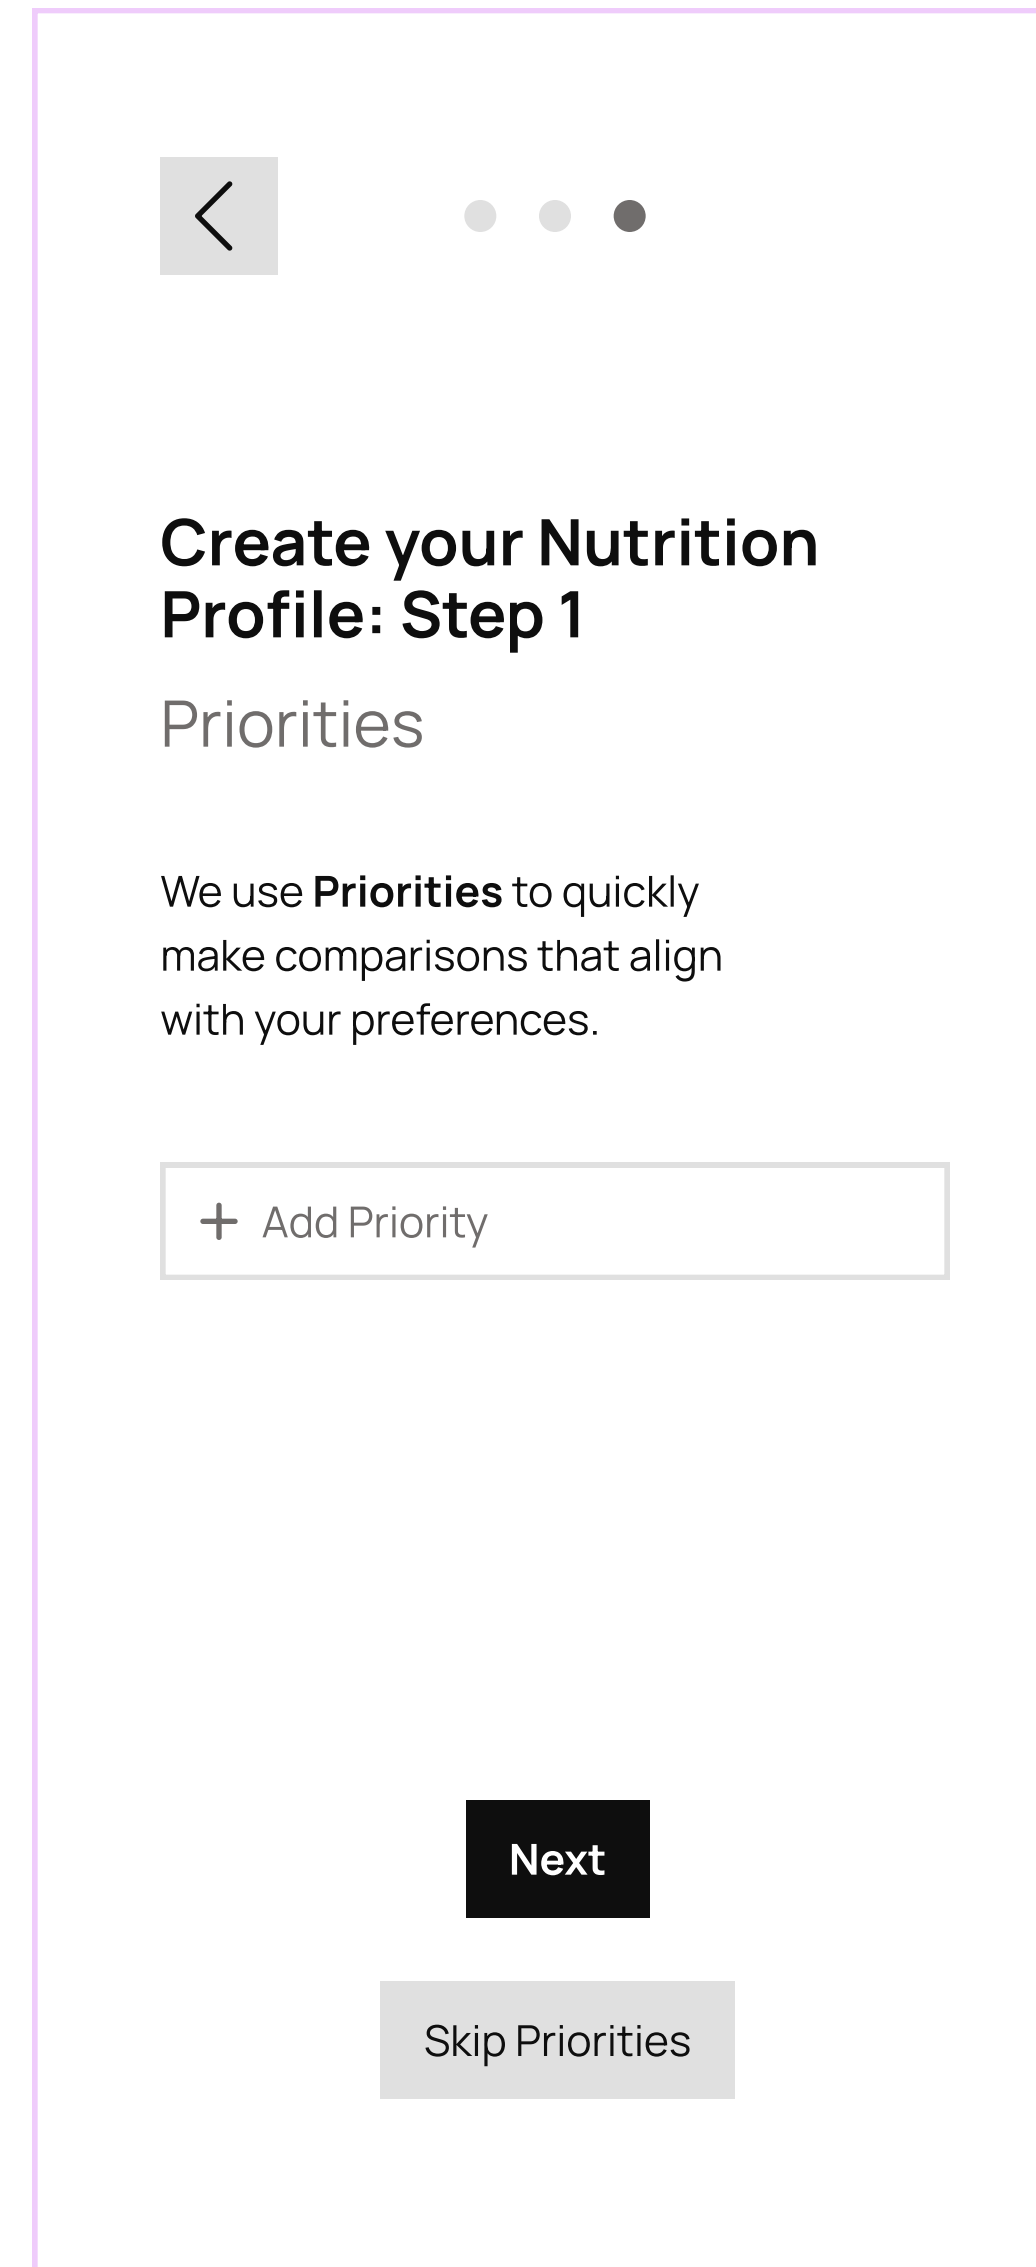 Create your Nutrition
Profile: Step 1
Priorities
We use Priorities to quickly
make comparisons that align
with your preferences.
Add Priority
Next
Skip Priorities